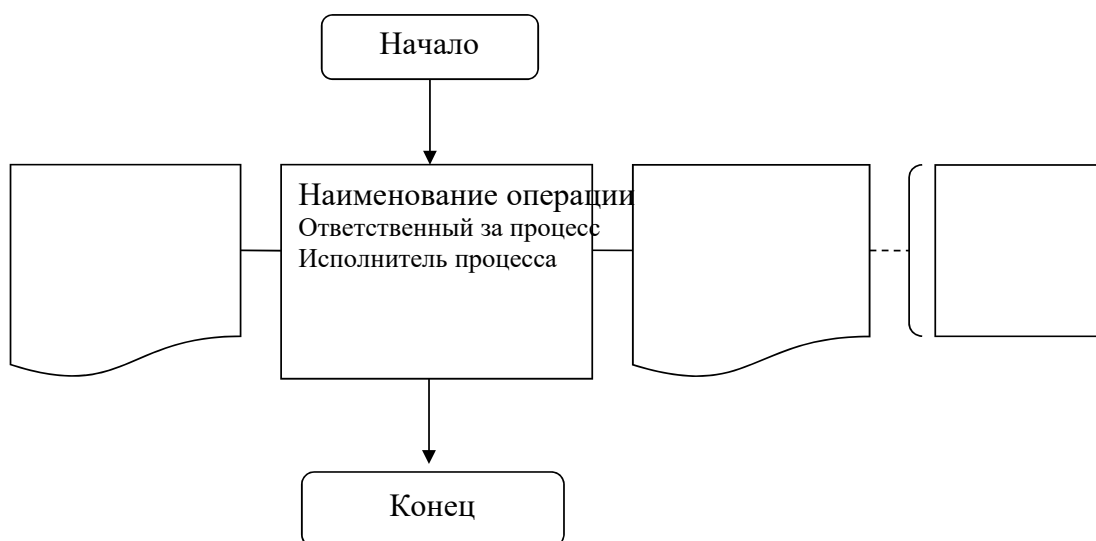 Начало
Наименование операции
Ответственный за процесс
Исполнитель процесса
Конец